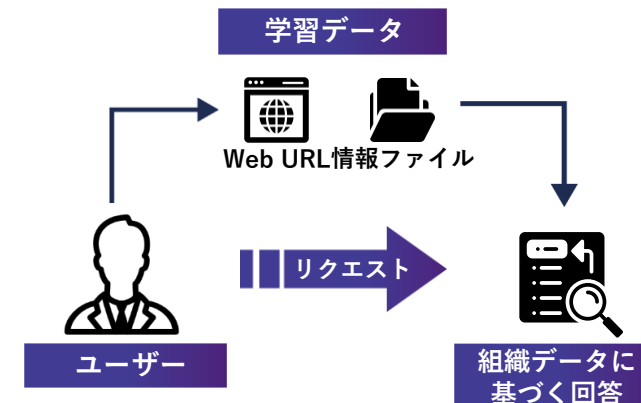 学習データ
Web URL情報ファイル
リクエスト
ユーザー
組織データに
基づく回答